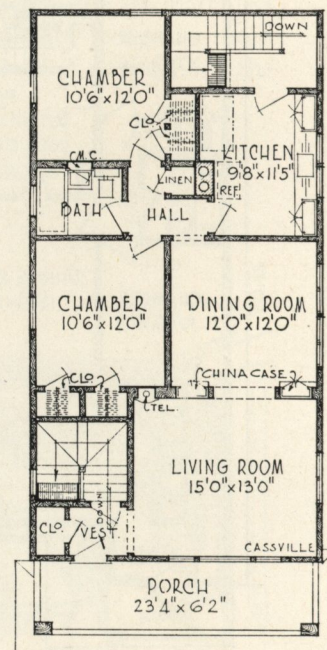 DOWN
CHAMBER
10'6"x12'0"
CLO.
KITCHEN
9'8"x11'5"
C.M.C.
LINEN
REF.
BATH
HALL
CHAMBER
10'6"x12'0"
DINING ROOM
12'0"x12'0"
CLO.
CHINA CASE
TEL.
LIVING ROOM
15'0"x13'0"
DOWN
CLO.
VEST.
CASSVILLE
PORCH
23'4"x6'2"